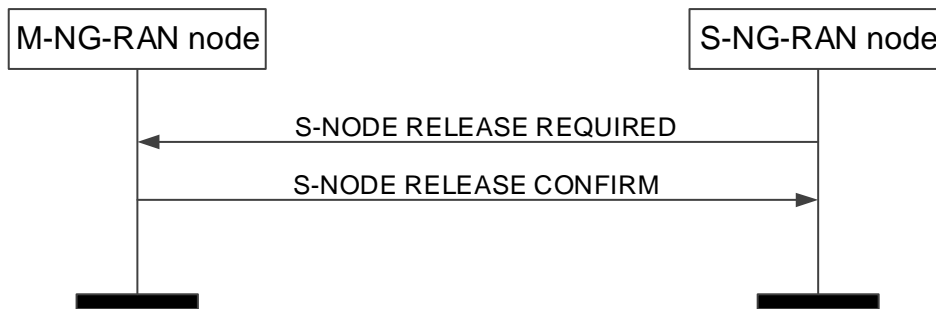 M-NG-RAN node
S-NG-RAN node
S-NODE RELEASE REQUIRED
S-NODE RELEASE CONFIRM